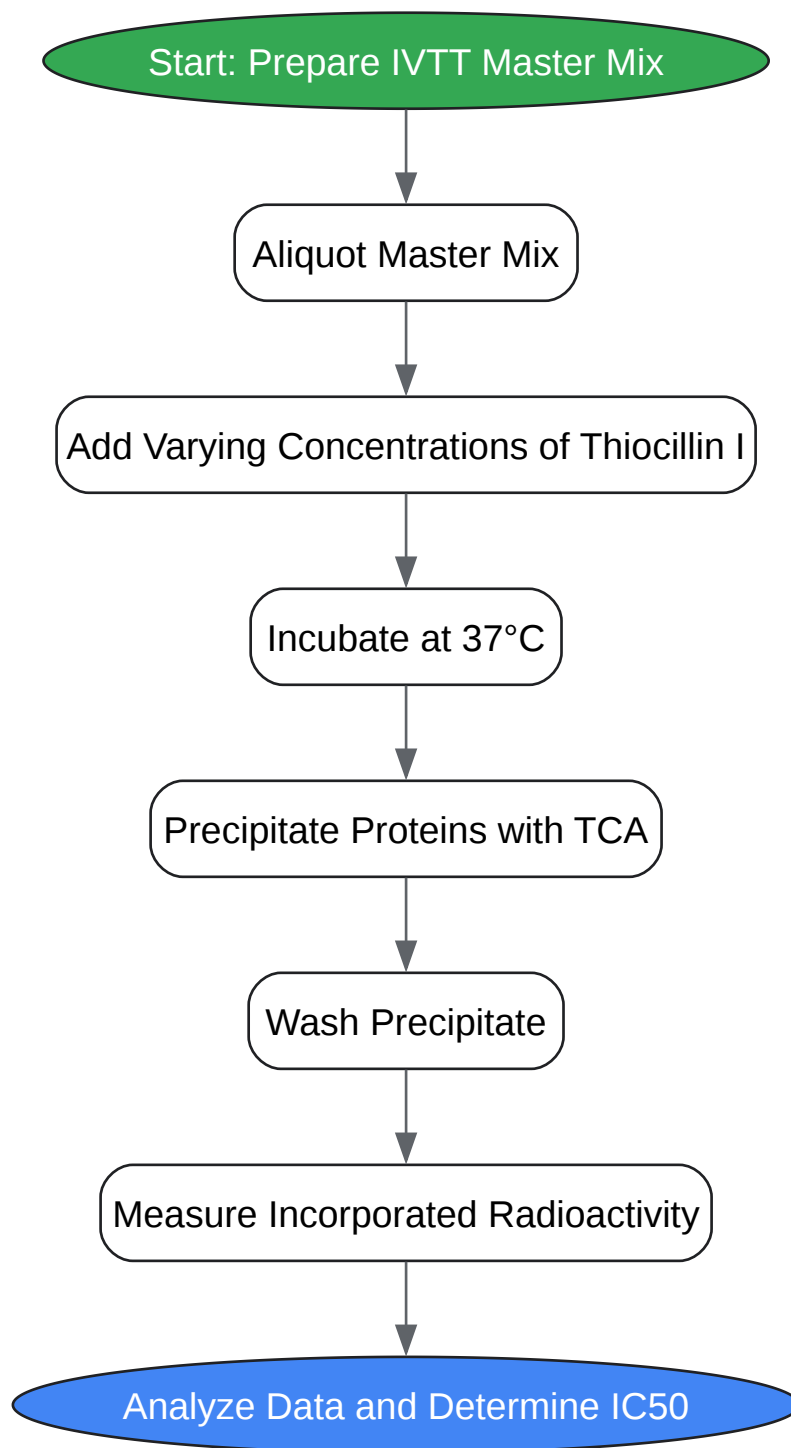 Start: Prepare IVTT Master Mix
Aliquot Master Mix
Add Varying Concentrations of Thiocillin I
Incubate at 37°C
Precipitate Proteins with TCA
Wash Precipitate
Measure Incorporated Radioactivity
Analyze Data and Determine IC50